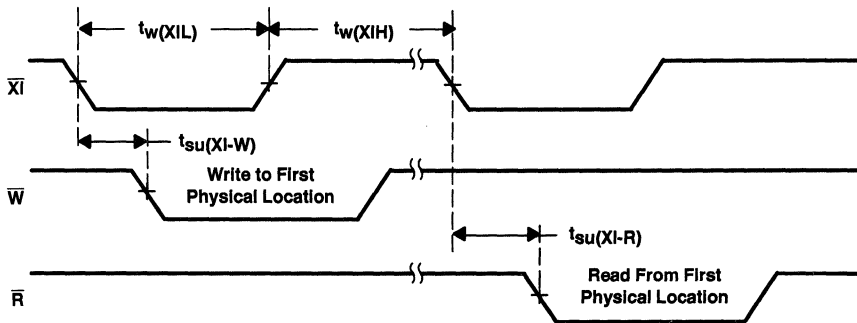 tw(XIL)
tw(XIH)
XI
tsu(XI-W)
Write to First
Physical Location
W
tsu(XI-R)
Read From First
Physical Location
R